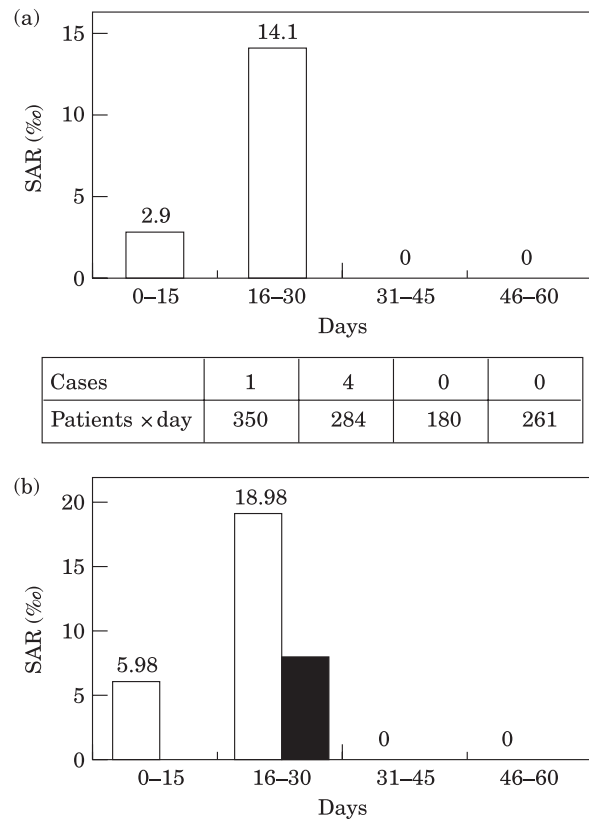 (a)
15
10
5
0
SAR (‰)
2.9
14.1
0
0
0–15 16–30 31–45 46–60
Days
Cases 1 4 0 0
Patients × day 350 284 180 261
(b)
20
15
10
5
0
SAR (‰)
5.98
18.98
0
0
0–15 16–30 31–45 46–60
Days